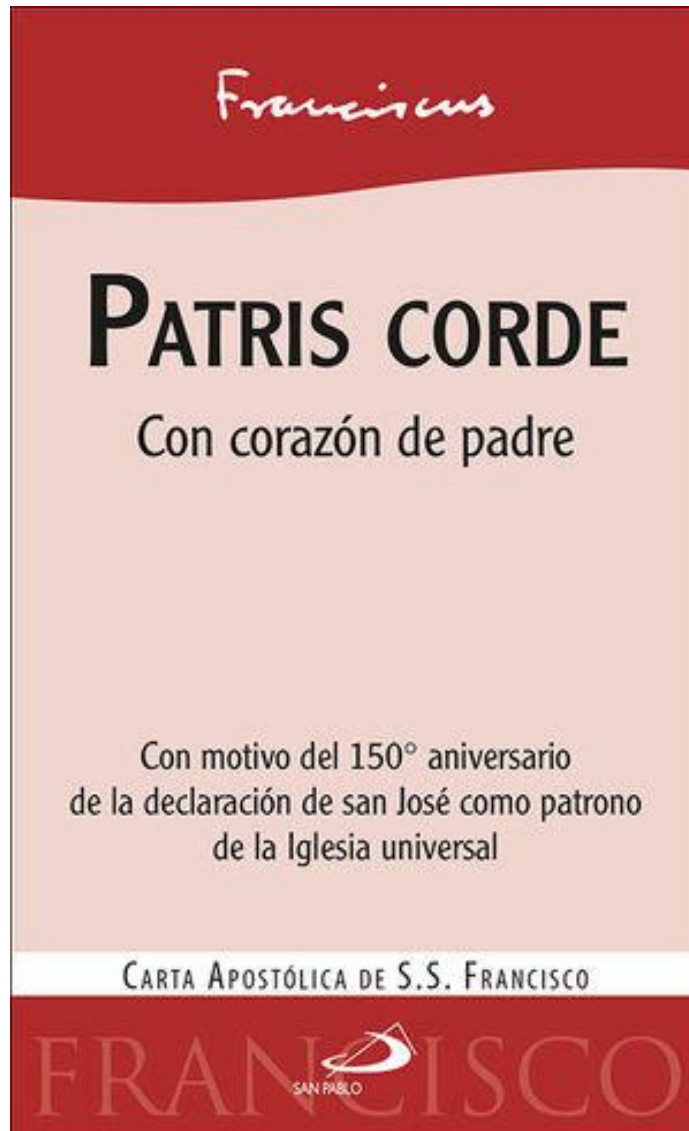 Franciscus
PATRIS CORDE
Con corazón de padre
Con motivo del 150° aniversario
de la declaración de san José como patrono
de la Iglesia universal
CARTA APOSTÓLICA DE S.S. FRANCISCO
FRANCISCO
SAN PABLO